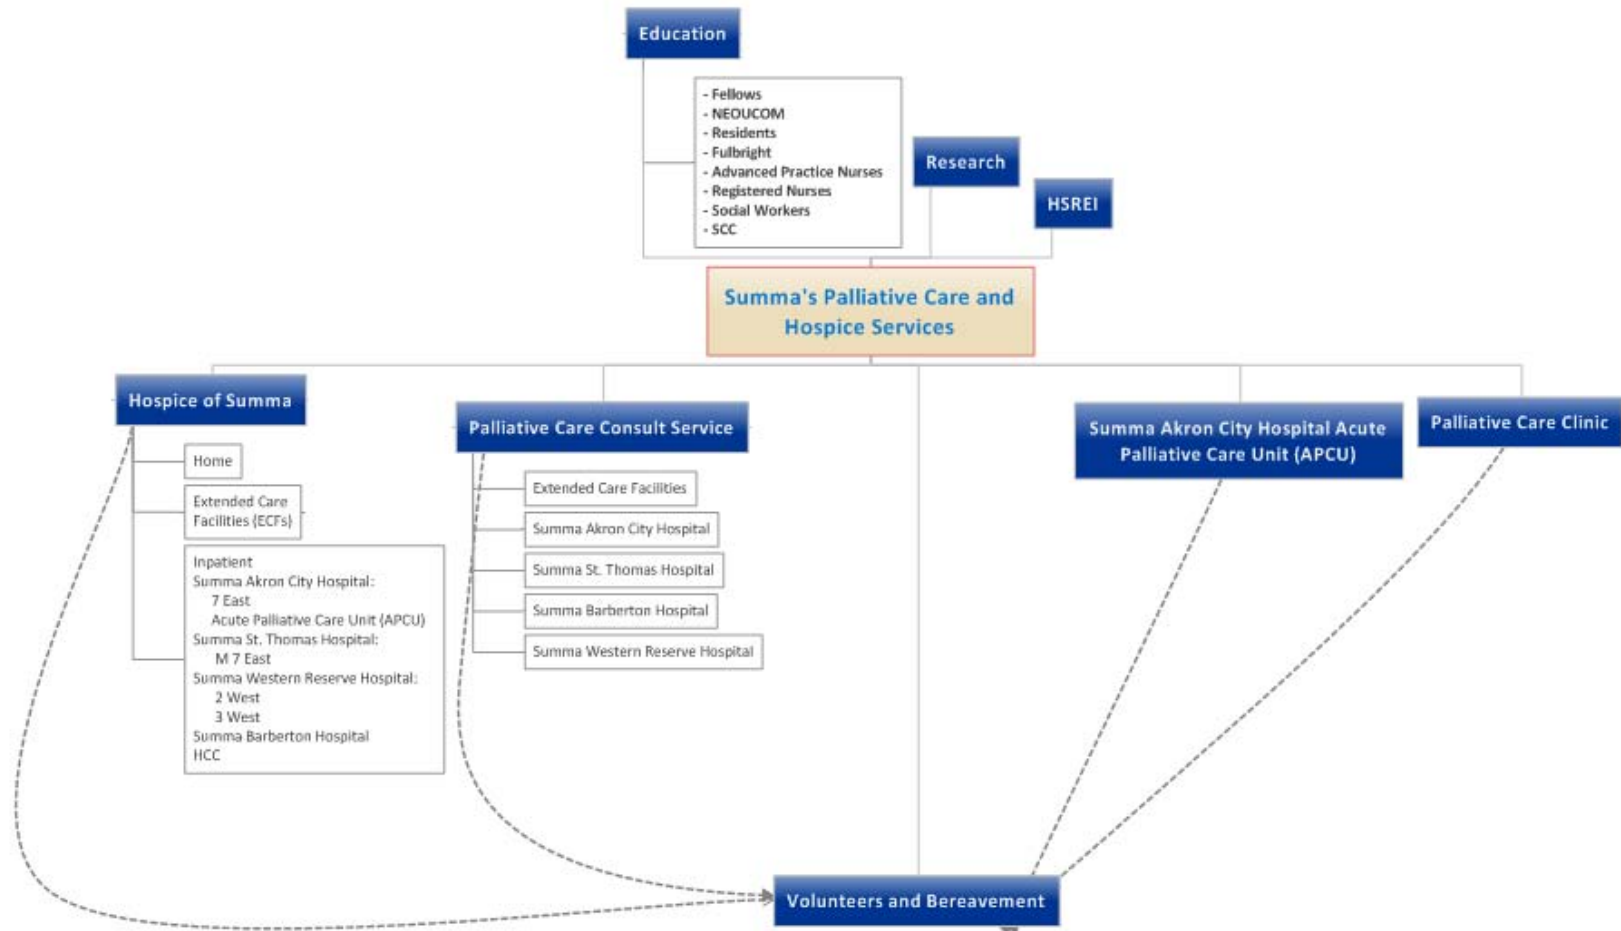 Education
- Fellows
- NEOUCOM
- Residents
- Fulbright
- Advanced Practice Nurses
- Registered Nurses
- Social Workers
- SCC
Research
HSREI
Summa's Palliative Care and
Hospice Services
Hospice of Summa
Home
Extended Care
Facilities (ECFs)
Inpatient
Summa Akron City Hospital:
7 East
Acute Palliative Care Unit (APCU)
Summa St. Thomas Hospital:
M 7 East
Summa Western Reserve Hospital:
2 West
3 West
Summa Barberton Hospital
HCC
Palliative Care Consult Service
Extended Care Facilities
Summa Akron City Hospital
Summa St. Thomas Hospital
Summa Barberton Hospital
Summa Western Reserve Hospital
Summa Akron City Hospital Acute
Palliative Care Unit (APCU)
Palliative Care Clinic
Volunteers and Bereavement